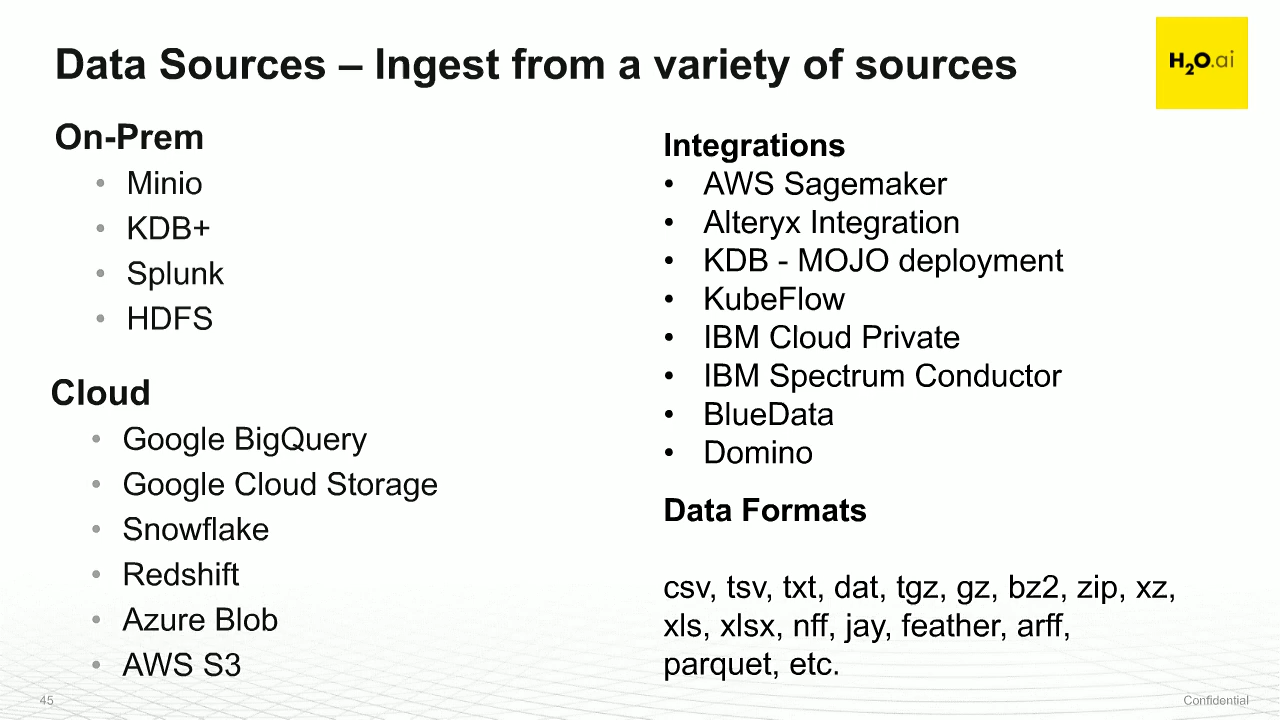 Data Sources – Ingest from a variety of sources
H2O.ai
On-Prem
• Minio
• KDB+
• Splunk
• HDFS
Cloud
• Google BigQuery
• Google Cloud Storage
• Snowflake
• Redshift
• Azure Blob
• AWS S3
Integrations
• AWS Sagemaker
• Alteryx Integration
• KDB - MOJO deployment
• KubeFlow
• IBM Cloud Private
• IBM Spectrum Conductor
• BlueData
• Domino
Data Formats
csv, tsv, txt, dat, tgz, gz, bz2, zip, xz,
xls, xlsx, nff, jay, feather, arff,
parquet, etc.
45
Confidential